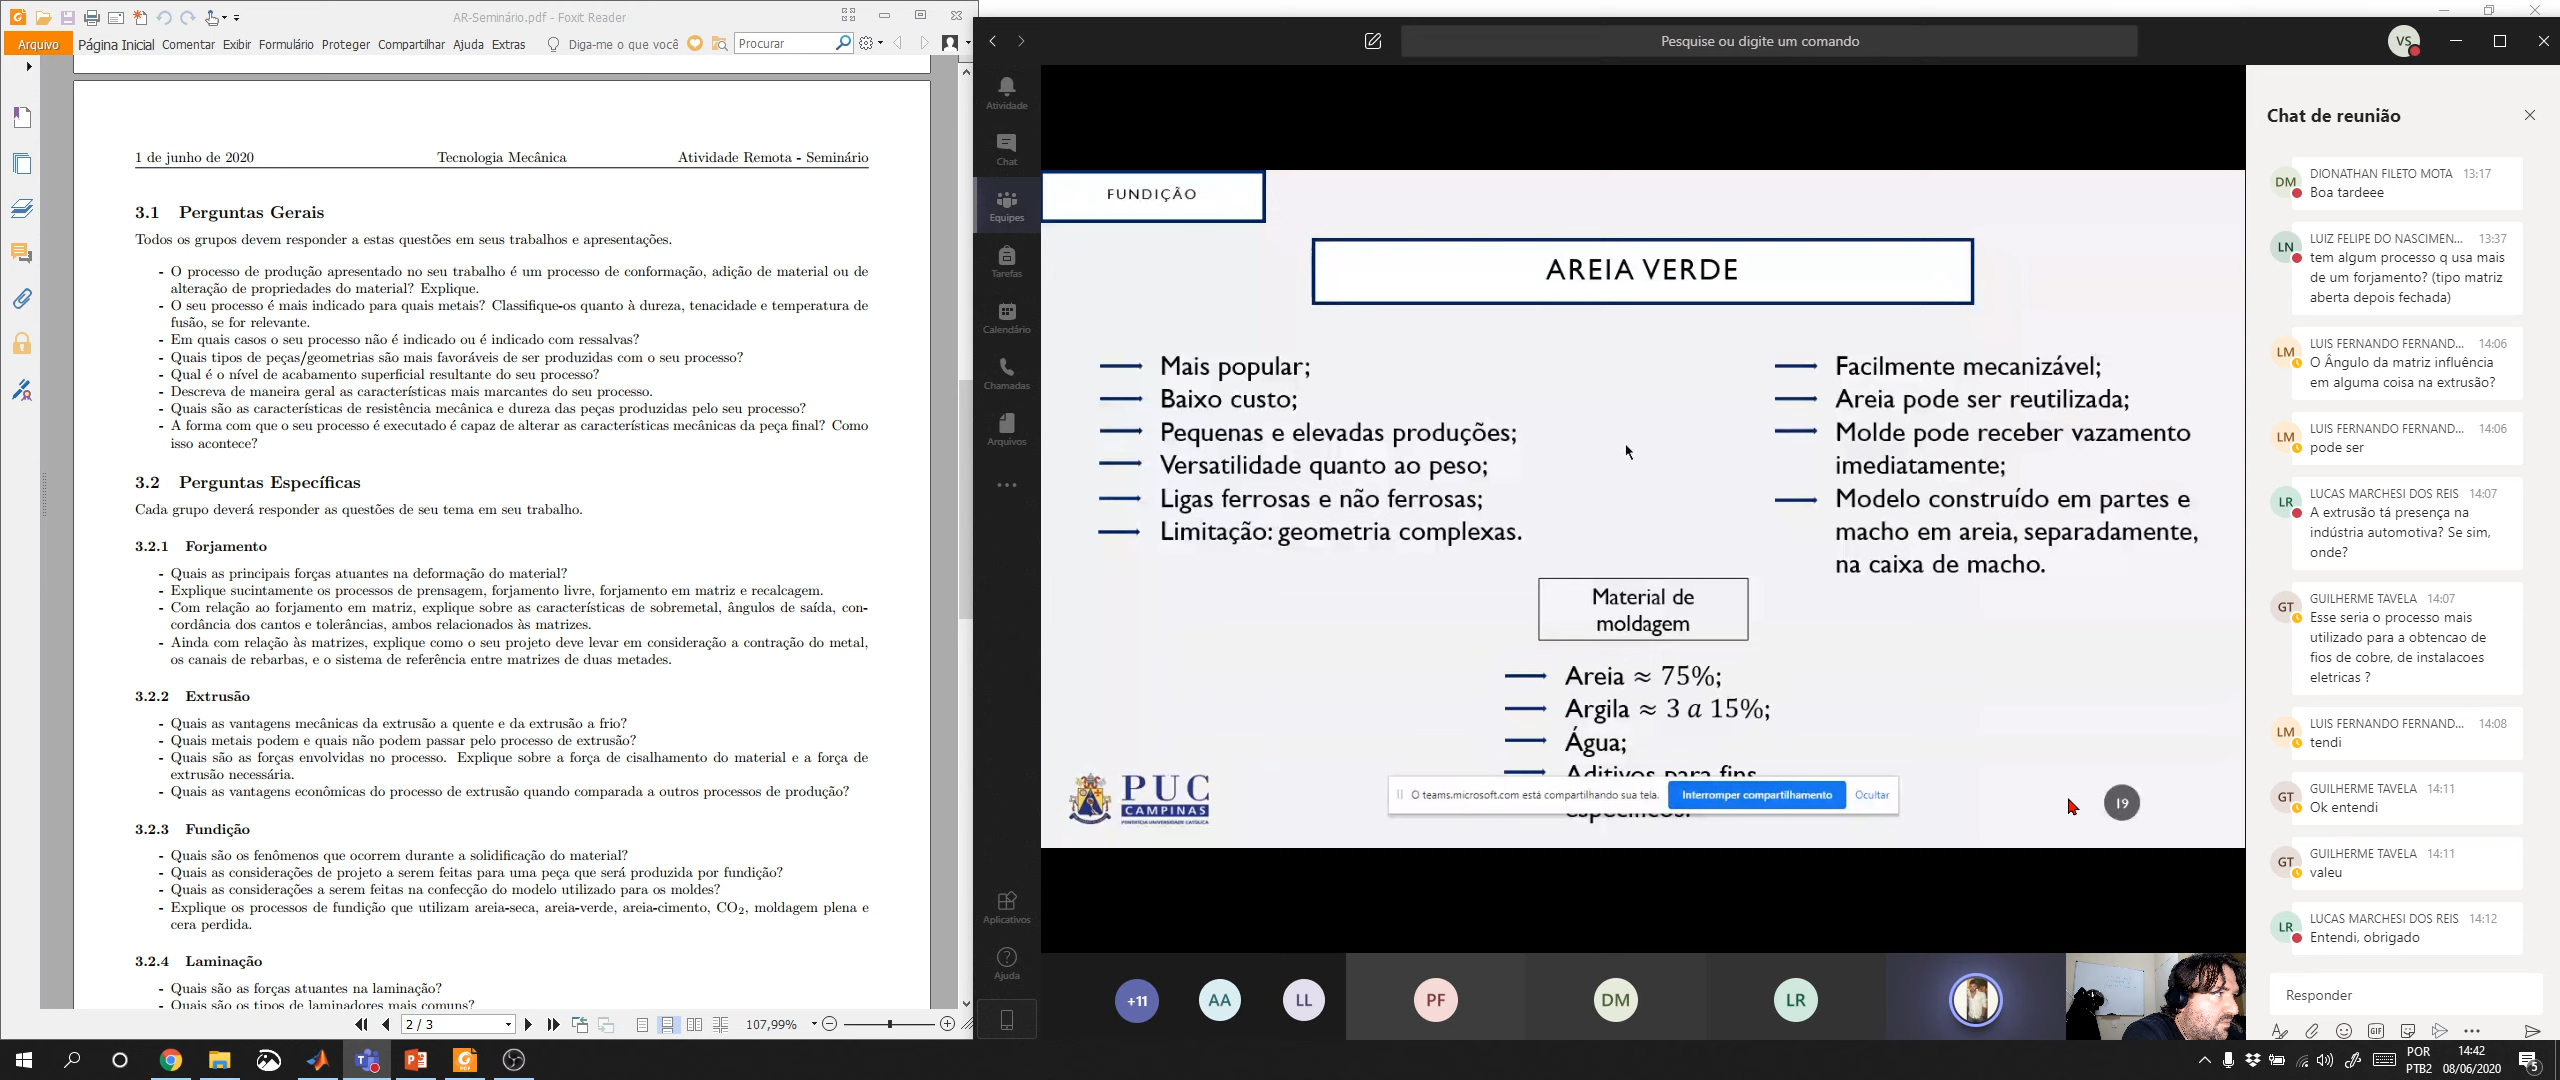 AR-Seminário.pdf - Foxit Reader
Arquivo Página Inicial Comentar Exibir Formulário Proteger Compartilhar Ajuda Extras Diga-me o que você Procurar
1 de junho de 2020 Tecnologia Mecânica Atividade Remota - Seminário
3.1 Perguntas Gerais
Todos os grupos devem responder a estas questões em seus trabalhos e apresentações.
- O processo de produção apresentado no seu trabalho é um processo de conformação, adição de material ou de
alteração de propriedades do material? Explique.
- O seu processo é mais indicado para quais metais? Classifique-os quanto à dureza, tenacidade e temperatura de
fusão, se for relevante.
- Em quais casos o seu processo não é indicado ou é indicado com ressalvas?
- Quais tipos de peças/geometrias são mais favoráveis de ser produzidas com o seu processo?
- Qual é o nível de acabamento superficial resultante do seu processo?
- Descreva de maneira geral as características mais marcantes do seu processo.
- Quais são as características de resistência mecânica e dureza das peças produzidas pelo seu processo?
- A forma com que o seu processo é executado é capaz de alterar as características mecânicas da peça final? Como
isso acontece?
3.2 Perguntas Específicas
Cada grupo deverá responder as questões de seu tema em seu trabalho.
3.2.1 Forjamento
- Quais as principais forças atuantes na deformação do material?
- Explique sucintamente os processos de prensagem, forjamento livre, forjamento em matriz e recalcagem.
- Com relação ao forjamento em matriz, explique sobre as características de sobremetal, ângulos de saída, con-
cordância dos cantos e tolerâncias, ambos relacionados às matrizes.
- Ainda com relação às matrizes, explique como o seu projeto deve levar em consideração a contração do metal,
os canais de rebarbas, e o sistema de referência entre matrizes de duas metades.
3.2.2 Extrusão
- Quais as vantagens mecânicas da extrusão a quente e da extrusão a frio?
- Quais metais podem e quais não podem passar pelo processo de extrusão?
- Quais são as forças envolvidas no processo. Explique sobre a força de cisalhamento do material e a força de
extrusão necessária.
- Quais as vantagens econômicas do processo de extrusão quando comparada a outros processos de produção?
3.2.3 Fundição
- Quais são os fenômenos que ocorrem durante a solidificação do material?
- Quais as considerações de projeto a serem feitas para uma peça que será produzida por fundição?
- Quais as considerações a serem feitas na confecção do modelo utilizado para os moldes?
- Explique os processos de fundição que utilizam areia-seca, areia-verde, areia-cimento, CO2, moldagem plena e
cera perdida.
3.2.4 Laminação
- Quais são as forças atuantes na laminação?
- Quais são os tipos de laminadores mais comuns?
2 / 3 107,99%
Pesquise ou digite um comando
VS
Atividade
Chat
Equipes
Tarefas
Calendário
Chamadas
Arquivos
Aplicativos
Ajuda
FUNDIÇÃO
AREIA VERDE
Mais popular;
Baixo custo;
Pequenas e elevadas produções;
Versatilidade quanto ao peso;
Ligas ferrosas e não ferrosas;
Limitação: geometria complexas.
Facilmente mecanizável;
Areia pode ser reutilizada;
Molde pode receber vazamento
imediatamente;
Modelo construído em partes e
macho em areia, separadamente,
na caixa de macho.
Material de
moldagem
Areia ≈ 75%;
Argila ≈ 3 a 15%;
Água;
Aditivos para fins
específicos.
PUC
CAMPINAS
PONTIFÍCIA UNIVERSIDADE CATÓLICA
O teams.microsoft.com está compartilhando sua tela. Interromper compartilhamento Ocultar
19
+11 AA LL PF DM LR
Chat de reunião
DM DIONATHAN FILETO MOTA 13:17
Boa tardeee
LN LUIZ FELIPE DO NASCIMEN... 13:37
tem algum processo q usa mais
de um forjamento? (tipo matriz
aberta depois fechada)
LM LUIS FERNANDO FERNAND... 14:06
O Ângulo da matriz influência
em alguma coisa na extrusão?
LM LUIS FERNANDO FERNAND... 14:06
pode ser
LR LUCAS MARCHESI DOS REIS 14:07
A extrusão tá presença na
indústria automotiva? Se sim,
onde?
GT GUILHERME TAVELA 14:07
Esse seria o processo mais
utilizado para a obtencao de
fios de cobre, de instalacoes
eletricas ?
LM LUIS FERNANDO FERNAND... 14:08
tendi
GT GUILHERME TAVELA 14:11
Ok entendi
GT GUILHERME TAVELA 14:11
valeu
LR LUCAS MARCHESI DOS REIS 14:12
Entendi, obrigado
Responder
GIF
POR
PTB2
14:42
08/06/2020
5